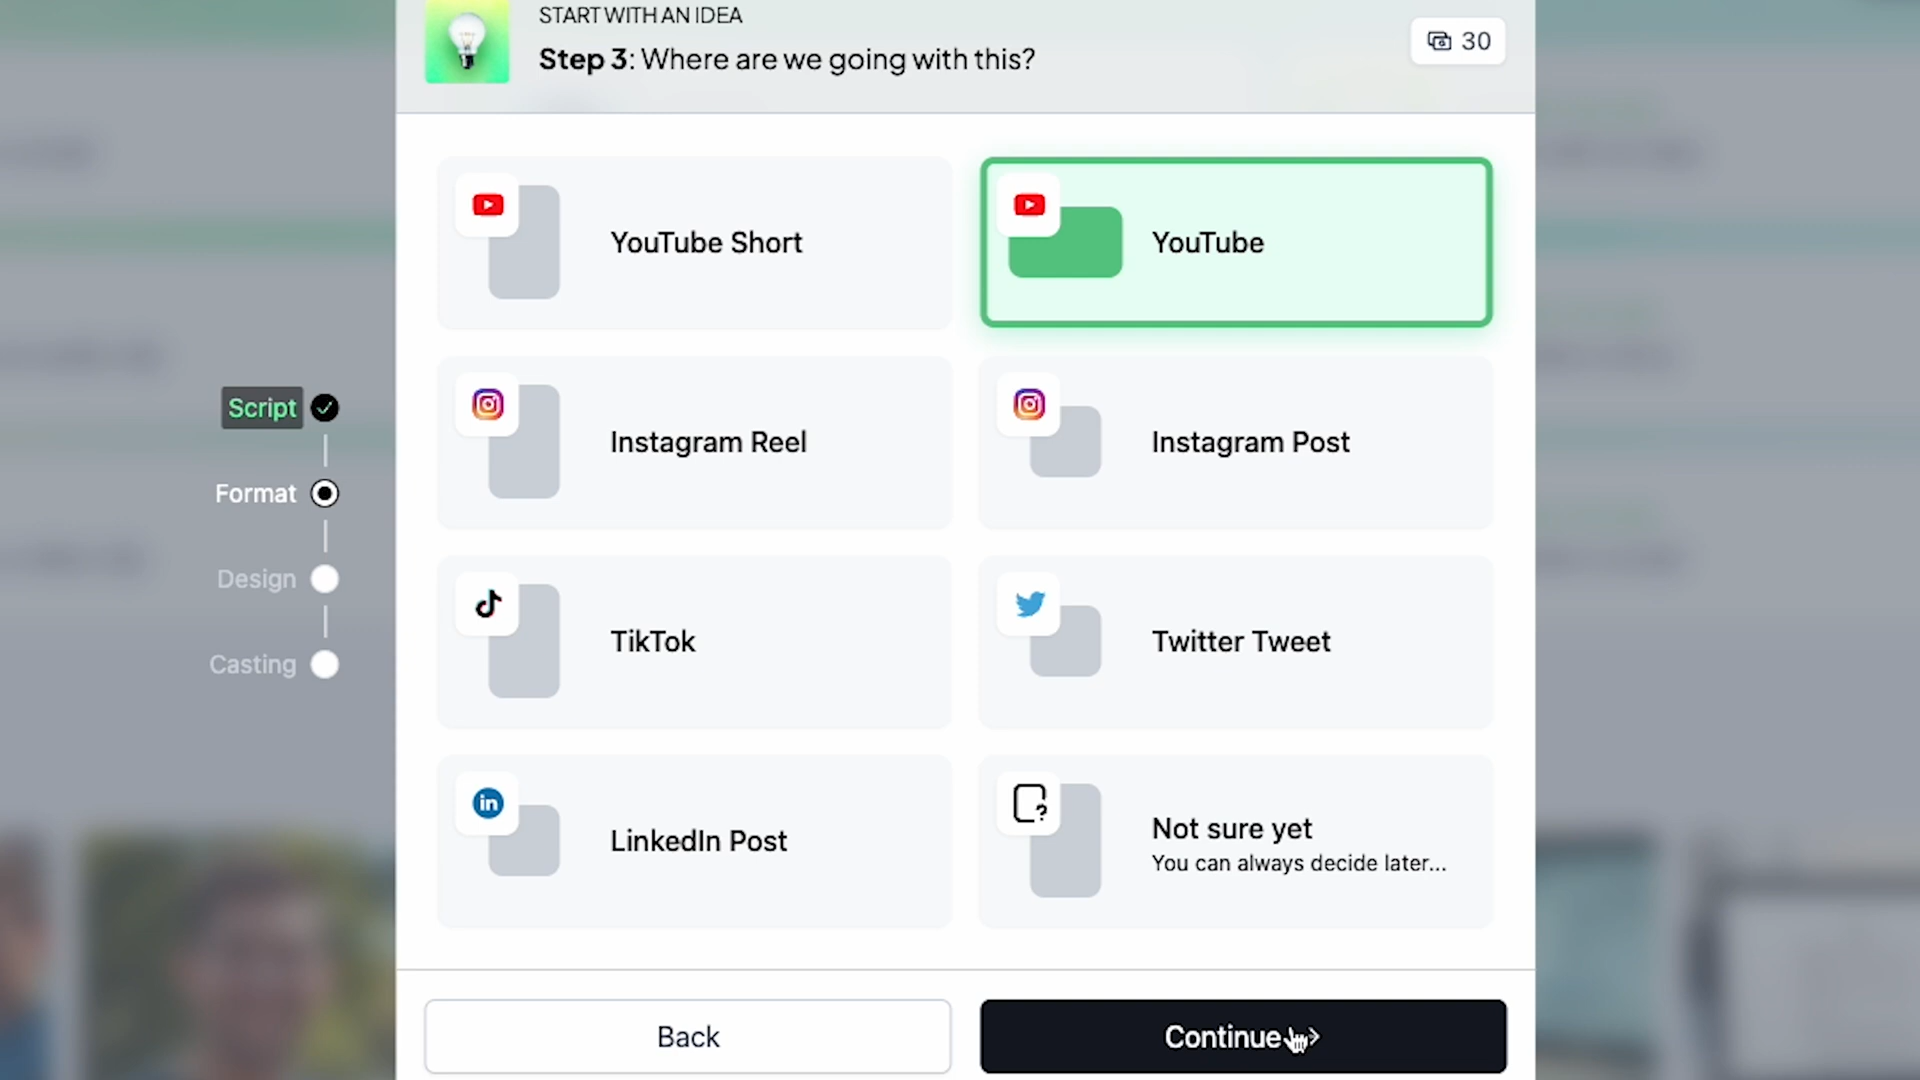 START WITH AN IDEA
Step 3: Where are we going with this?
30
YouTube Short
YouTube
Instagram Reel
Instagram Post
TikTok
Twitter Tweet
LinkedIn Post
Not sure yet
You can always decide later...
Script
Format
Design
Casting
Back
Continue